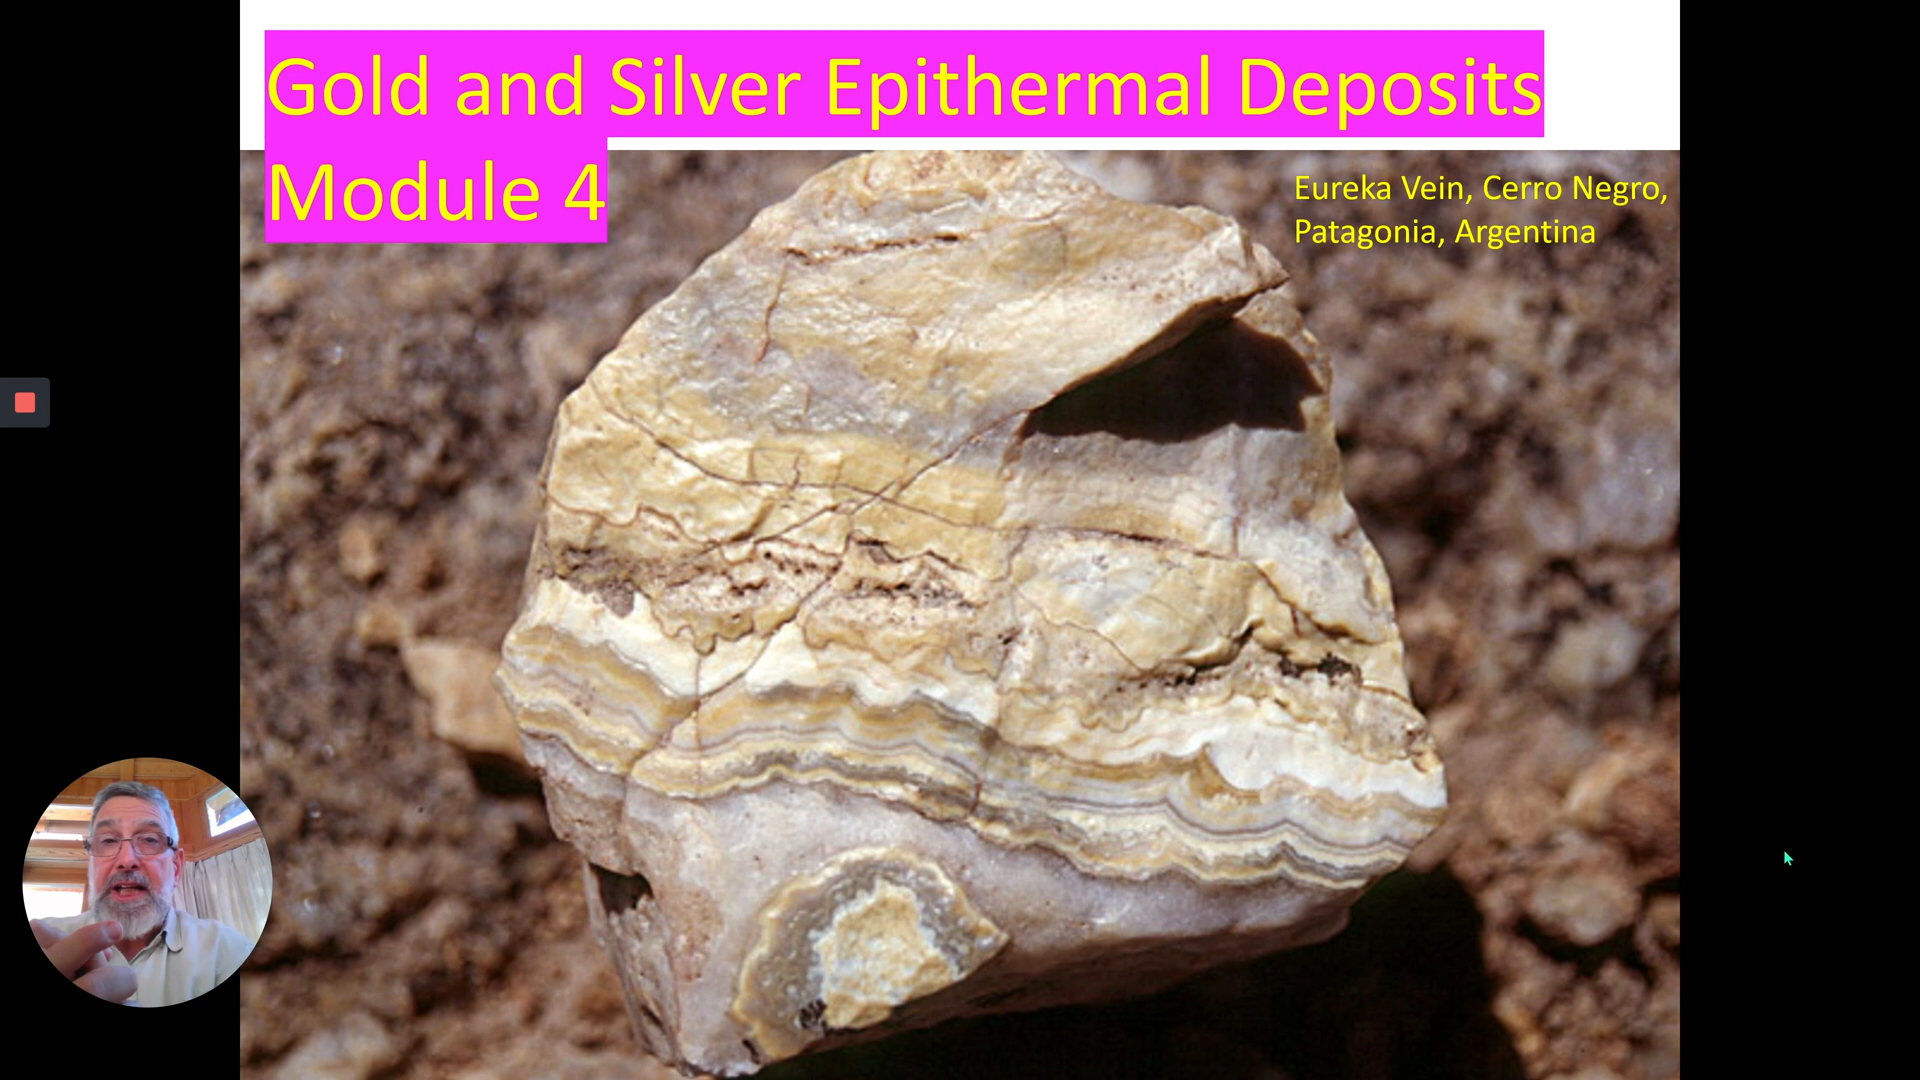 Gold and Silver Epithermal Deposits
Module 4
Eureka Vein, Cerro Negro,
Patagonia, Argentina